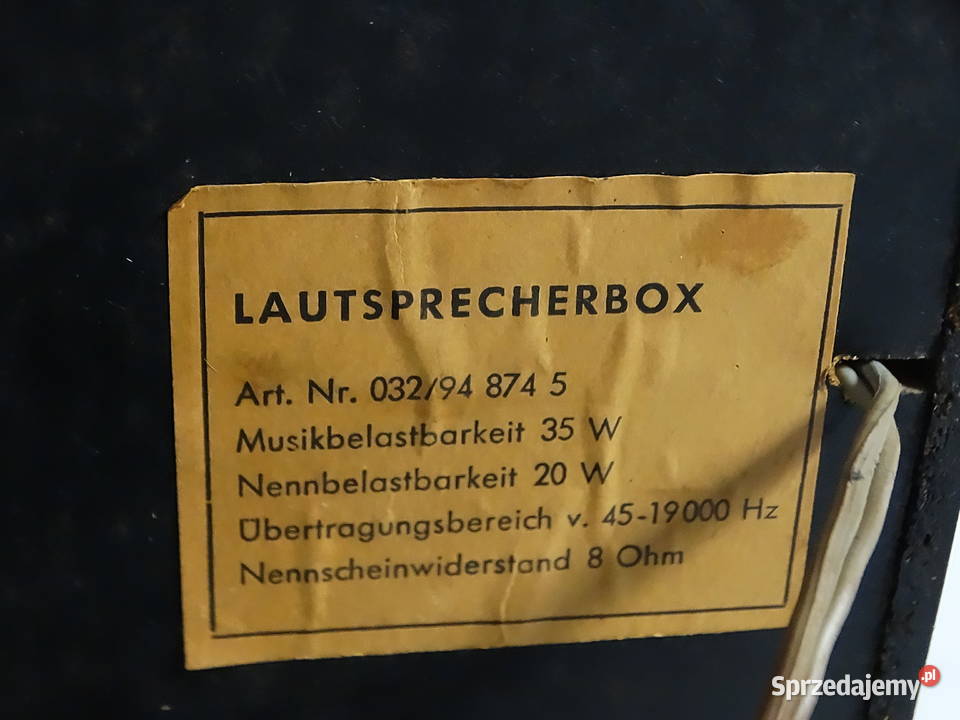 LAUTSPRECHERBOX
Art. Nr. 032/94 874 5
Musikbelastbarkeit 35 W
Nennbelastbarkeit 20 W
Übertragungsbereich v. 45-19000 Hz
Nennscheinwiderstand 8 Ohm
Sprzedajemy.pl